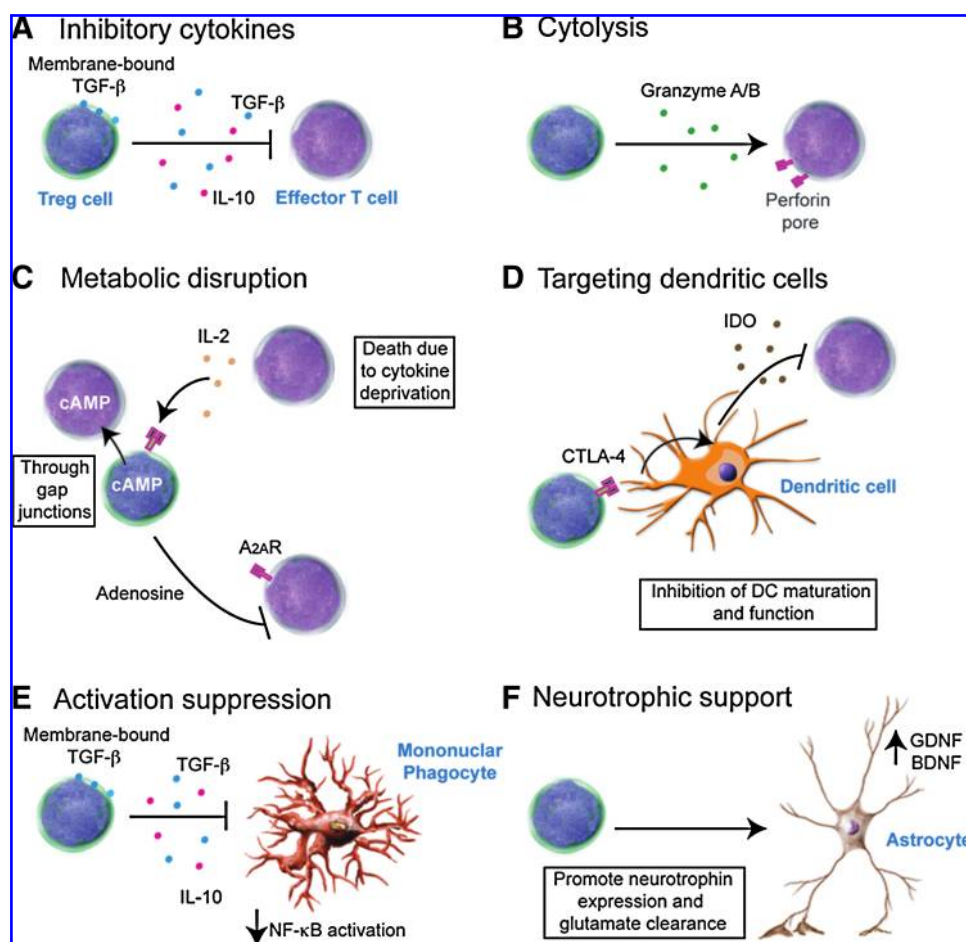 A Inhibitory cytokines
Membrane-bound
TGF-β
TGF-β
IL-10
Treg cell
Effector T cell
B Cytolysis
Granzyme A/B
Perforin
pore
C Metabolic disruption
IL-2
Death due
to cytokine
deprivation
cAMP
Through
gap
junctions
cAMP
A2AR
Adenosine
D Targeting dendritic cells
IDO
CTLA-4
Dendritic cell
Inhibition of DC maturation
and function
E Activation suppression
Membrane-bound
TGF-β
TGF-β
IL-10
Mononuclar
Phagocyte
NF-κB activation
F Neurotrophic support
GDNF
BDNF
Astrocyte
Promote neurotrophin
expression and
glutamate clearance